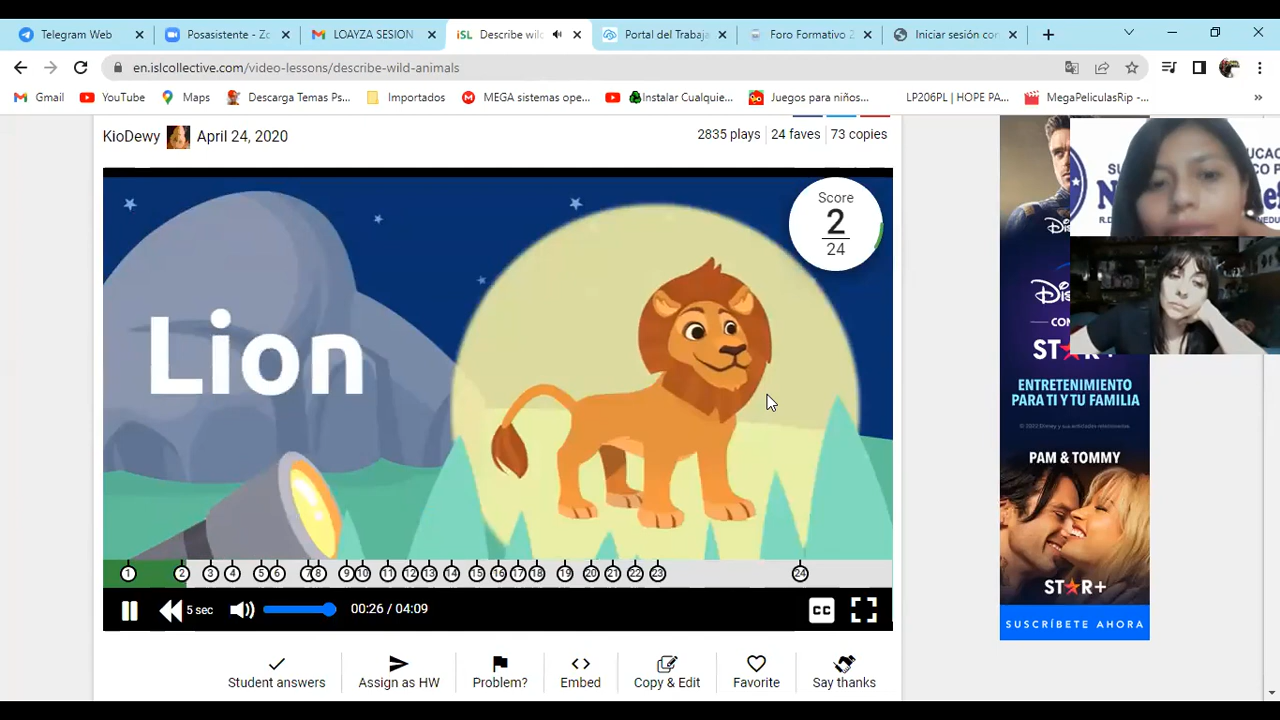 Telegram Web
Posasistente - Zo
LOAYZA SESION
iSL Describe wil
Portal del Trabaja
Foro Formativo 2
Iniciar sesión con
en.islcollective.com/video-lessons/describe-wild-animals
Gmail
YouTube
Maps
Descarga Temas Ps...
Importados
MEGA sistemas ope...
Instalar Cualquie...
Juegos para niños...
LP206PL | HOPE PA...
MegaPeliculasRip -...
KioDewy
April 24, 2020
2835 plays
24 faves
73 copies
Score
2
24
Lion
1 2 3 4 5 6 7 8 9 10 11 12 13 14 15 16 17 18 19 20 21 22 23 24
5 sec
00:26 / 04:09
CC
Student answers
Assign as HW
Problem?
Embed
Copy & Edit
Favorite
Say thanks
ENTRETENIMIENTO
PARA TI Y TU FAMILIA
PAM & TOMMY
STAR+
SUSCRÍBETE AHORA